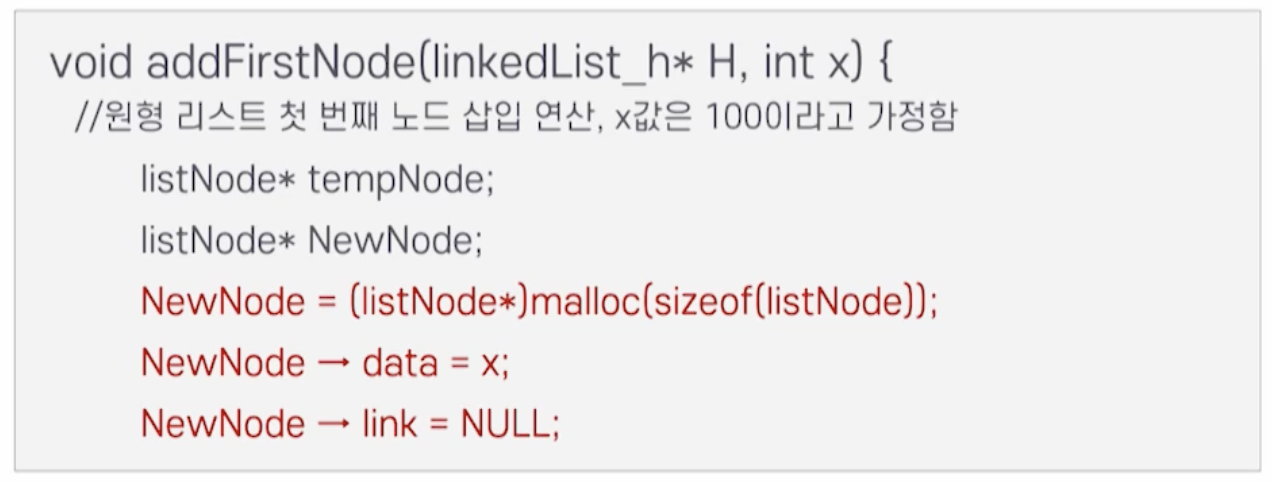 void addFirstNode(linkedList_h* H, int x) {
//원형 리스트 첫 번째 노드 삽입 연산, x값은 100이라고 가정함
listNode* tempNode;
listNode* NewNode;
NewNode = (listNode*)malloc(sizeof(listNode));
NewNode → data = x;
NewNode → link = NULL;